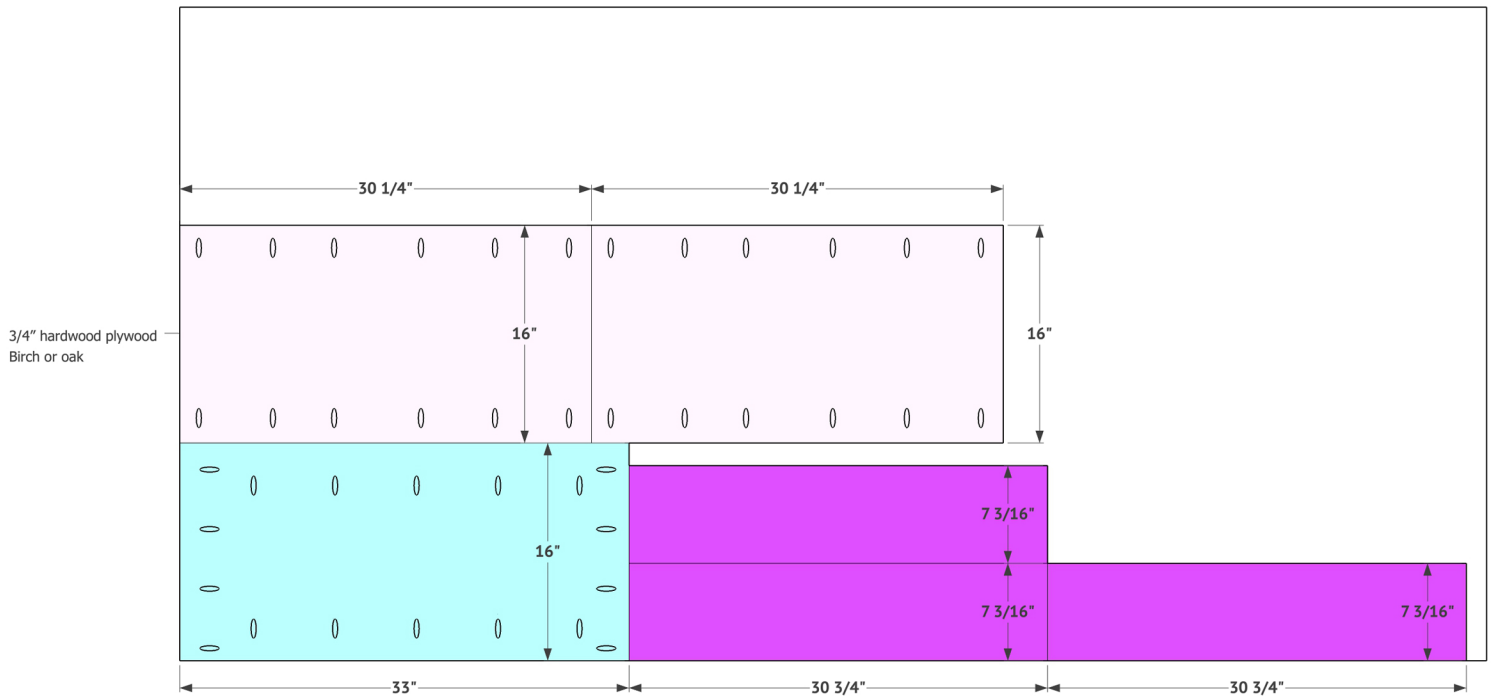 30 1/4" 30 1/4"
16" 16"
3/4” hardwood plywood
Birch or oak
7 3/16"
16"
7 3/16" 7 3/16"
33" 30 3/4" 30 3/4"